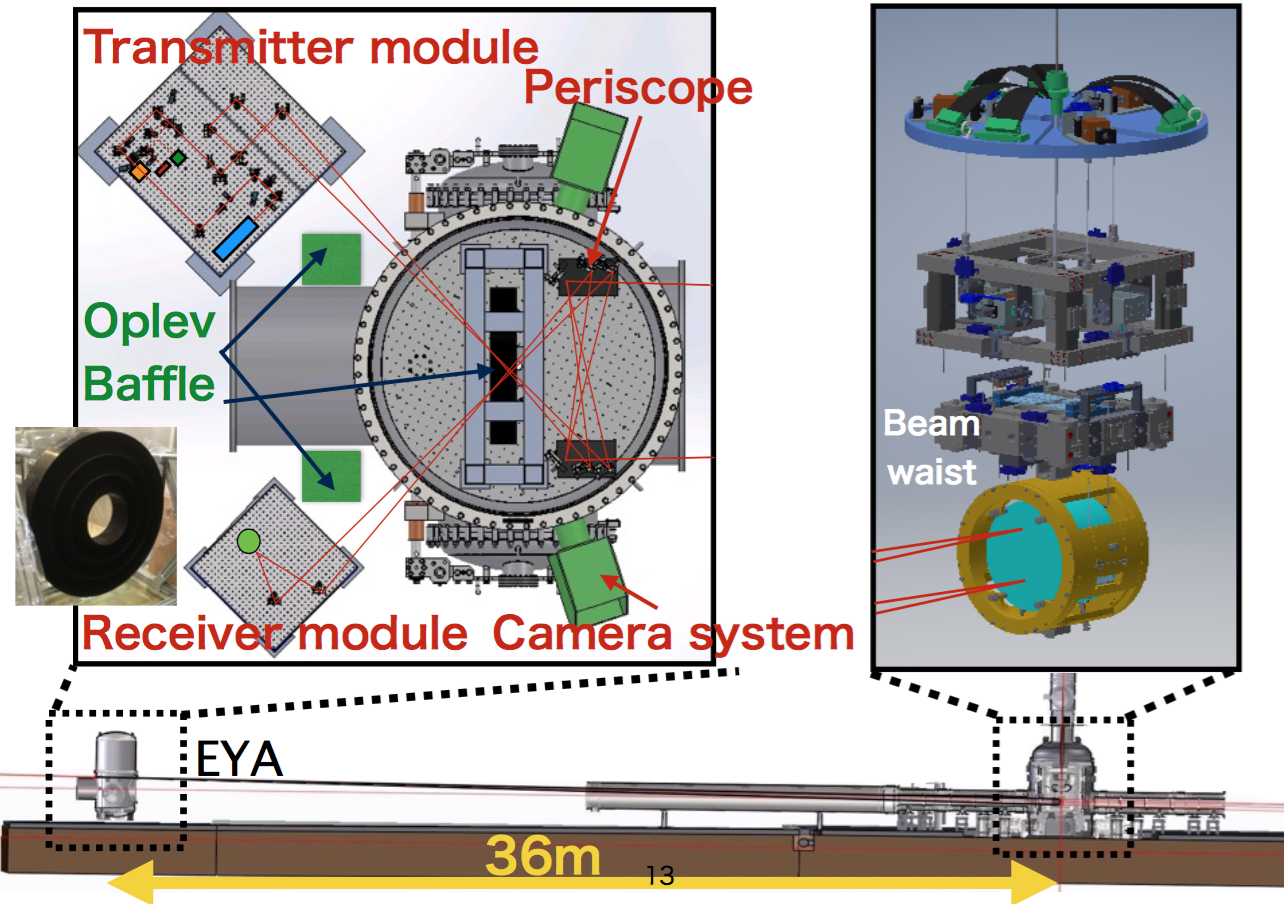 Transmitter module
Periscope
Oplev
Baffle
Beam
waist
Receiver module
Camera system
EYA
36m
13